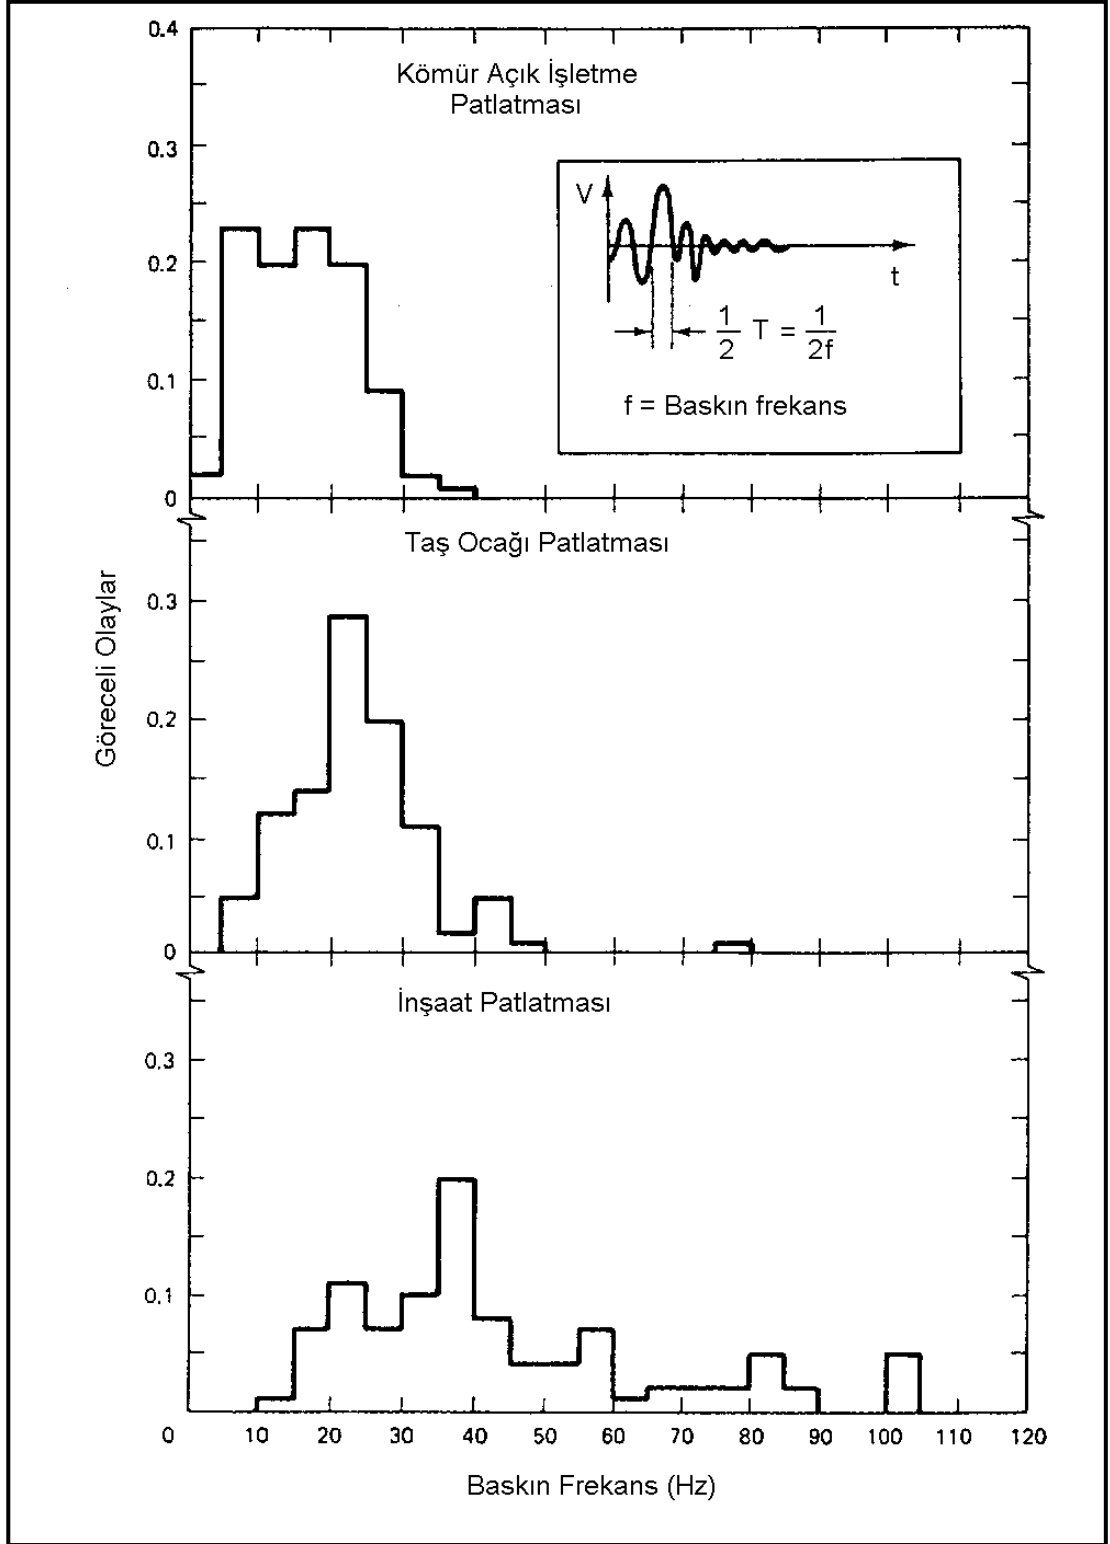 0.4
Kömür Açık İşletme
Patlatması
0.3
V
0.2
t
1/2 T = 1/2f
0.1
f = Baskın frekans
0
Taş Ocağı Patlatması
0.3
Göreceli Olaylar
0.2
0.1
0
İnşaat Patlatması
0.3
0.2
0.1
0 10 20 30 40 50 60 70 80 90 100 110 120
Baskın Frekans (Hz)